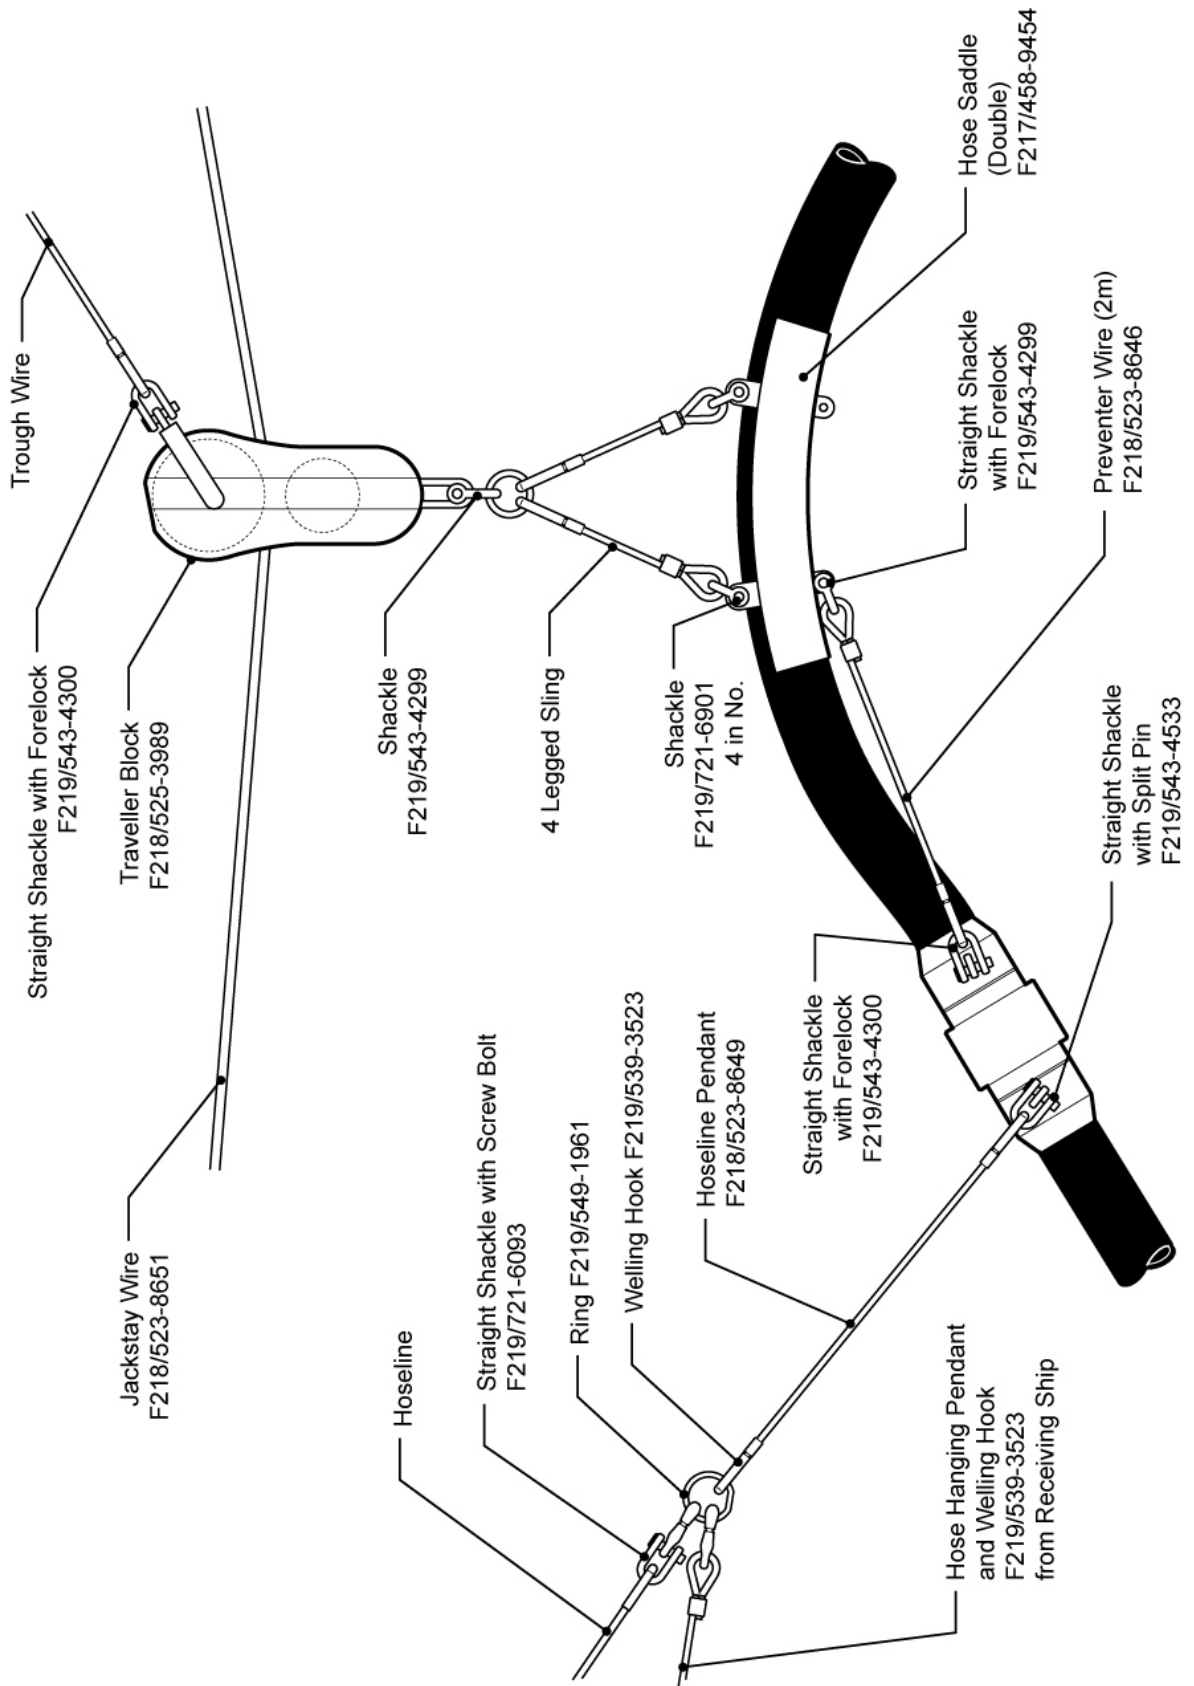 Trough Wire
Straight Shackle with Forelock
F219/543-4300
Traveller Block
F218/525-3989
Jackstay Wire
F218/523-8651
Shackle
F219/543-4299
4 Legged Sling
Shackle
F219/721-6901
4 in No.
Hose Saddle
(Double)
F217/458-9454
Straight Shackle
with Forelock
F219/543-4299
Preventer Wire (2m)
F218/523-8646
Straight Shackle
with Split Pin
F219/543-4533
Straight Shackle
with Forelock
F219/543-4300
Hoseline
Straight Shackle with Screw Bolt
F219/721-6093
Ring F219/549-1961
Welling Hook F219/539-3523
Hoseline Pendant
F218/523-8649
Hose Hanging Pendant
and Welling Hook
F219/539-3523
from Receiving Ship